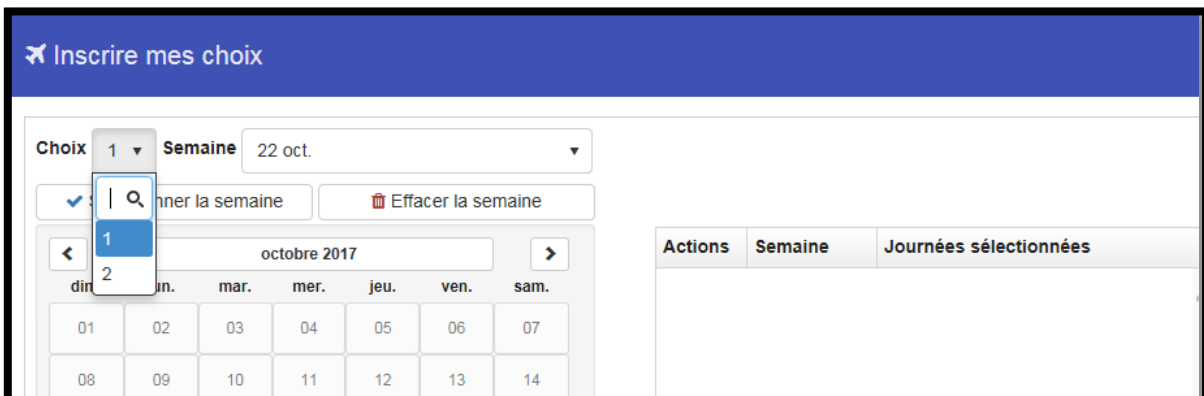 Inscrire mes choix
Choix 1 Semaine 22 oct.
nner la semaine Effacer la semaine
1
2
octobre 2017
din un. mar. mer. jeu. ven. sam.
01 02 03 04 05 06 07
08 09 10 11 12 13 14
Actions Semaine Journées sélectionnées